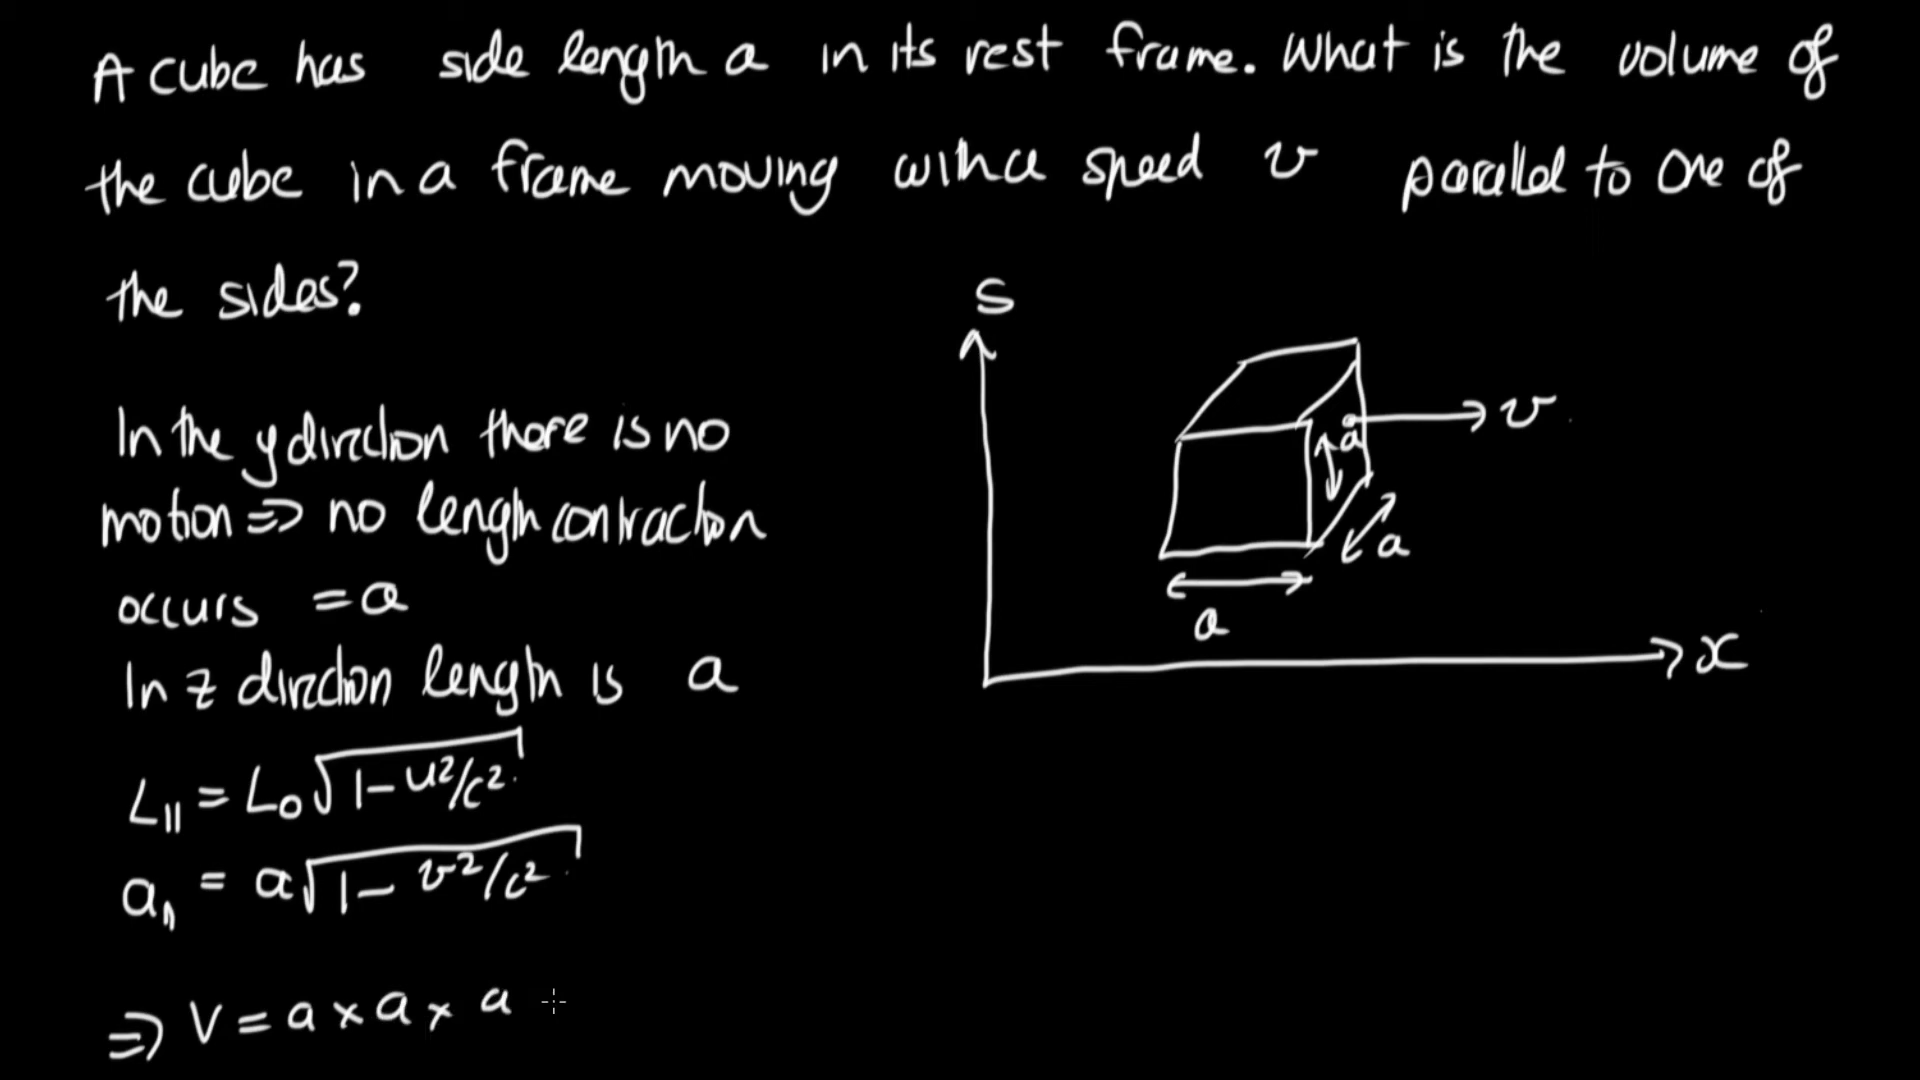 A cube has side length a in its rest frame. What is the volume of
the cube in a frame moving with a speed v parallel to one of
the sides?
S
In the y direction there is no
motion => no length contraction
occurs = a
In z direction length is a
L|| = L0√1-u²/c²
a|| = a√1-v²/c²
=> V = a × a × a
v
a
a
a
x